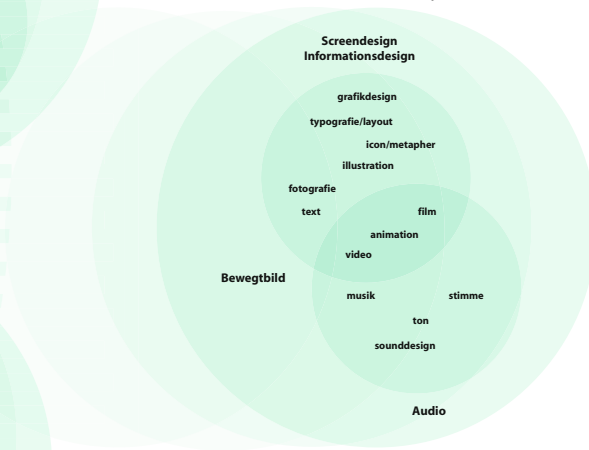 Screendesign
Informationsdesign
grafikdesign
typografie/layout
icon/metapher
illustration
fotografie
text
film
animation
video
Bewegtbild
musik
stimme
ton
sounddesign
Audio